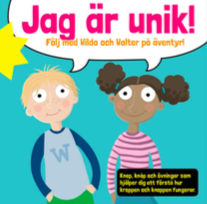 Jag är unik!
Följ med Wilda och Walter på äventyr!
W
Knep, knåp och övningar som
hjälper dig att förstå hur
kroppen och knoppen fungerar